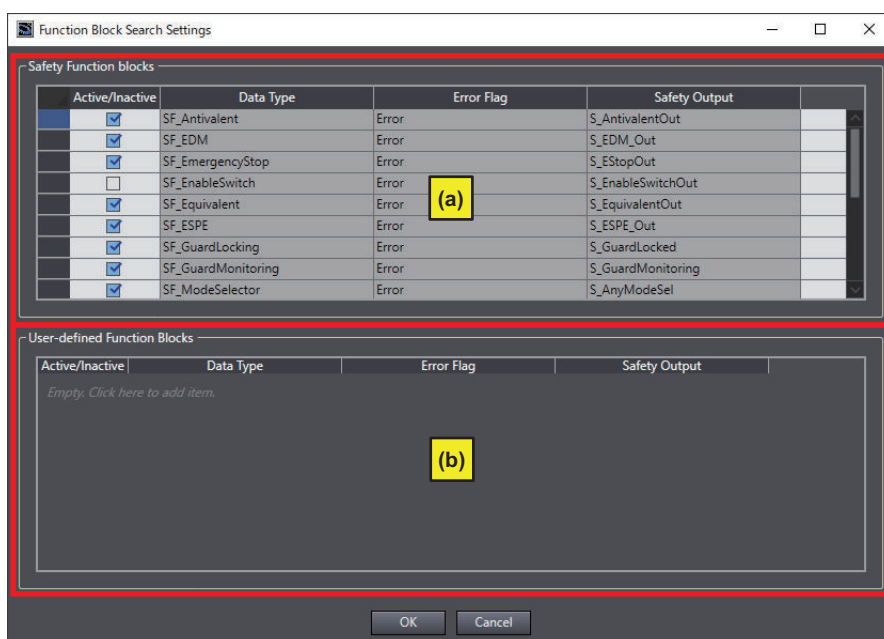 Function Block Search Settings
Safety Function blocks
Active/Inactive Data Type Error Flag Safety Output
SF_Antivalent Error S_AntivalentOut
SF_EDM Error S_EDM_Out
SF_EmergencyStop Error S_EStopOut
SF_EnableSwitch Error S_EnableSwitchOut
SF_Equivalent Error S_EquivalentOut
SF_ESPE Error S_ESPE_Out
SF_GuardLocking Error S_GuardLocked
SF_GuardMonitoring Error S_GuardMonitoring
SF_ModeSelector Error S_AnyModeSel
(a)
User-defined Function Blocks
Active/Inactive Data Type Error Flag Safety Output
Empty. Click here to add item.
(b)
OK Cancel